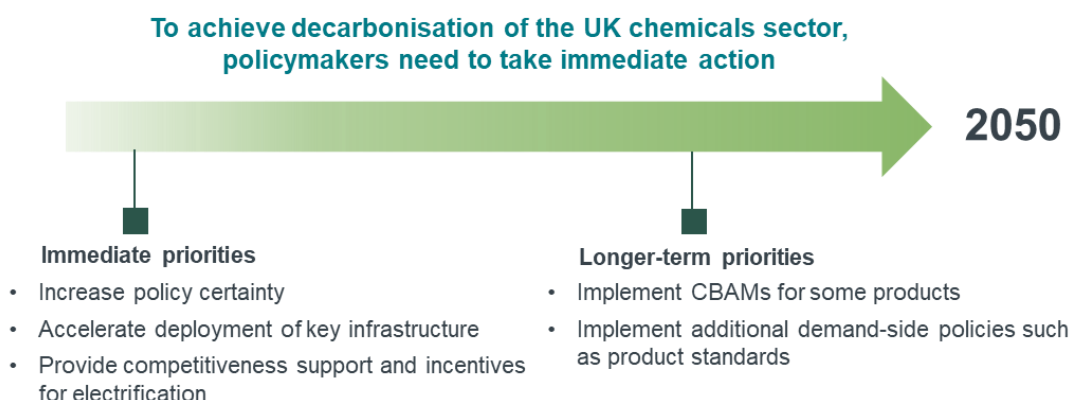 To achieve decarbonisation of the UK chemicals sector,
policymakers need to take immediate action
2050
Immediate priorities
• Increase policy certainty
• Accelerate deployment of key infrastructure
• Provide competitiveness support and incentives
for electrification
Longer-term priorities
• Implement CBAMs for some products
• Implement additional demand-side policies such
as product standards